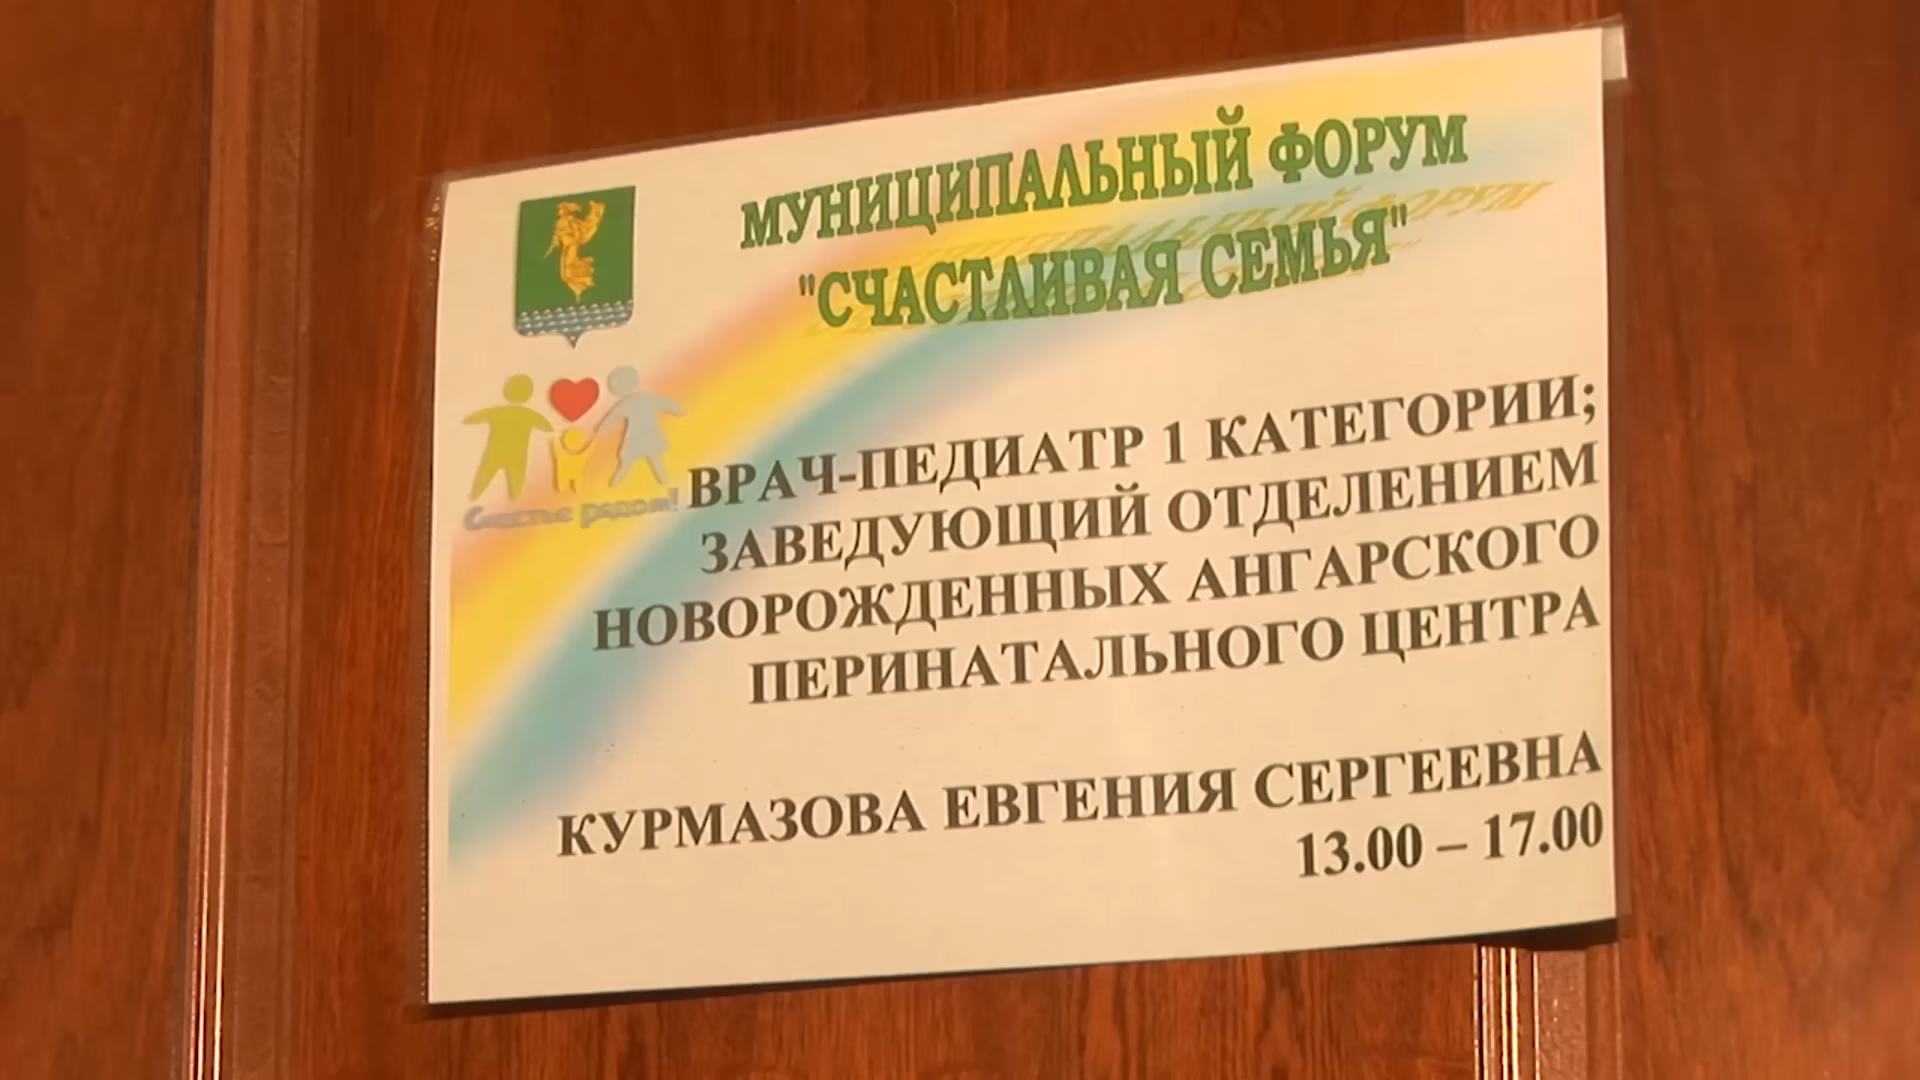 МУНИЦИПАЛЬНЫЙ ФОРУМ
"СЧАСТЛИВАЯ СЕМЬЯ"
Счастье рядом!
ВРАЧ-ПЕДИАТР 1 КАТЕГОРИИ;
ЗАВЕДУЮЩИЙ ОТДЕЛЕНИЕМ
НОВОРОЖДЕННЫХ АНГАРСКОГО
ПЕРИНАТАЛЬНОГО ЦЕНТРА
КУРМАЗОВА ЕВГЕНИЯ СЕРГЕЕВНА
13.00 – 17.00